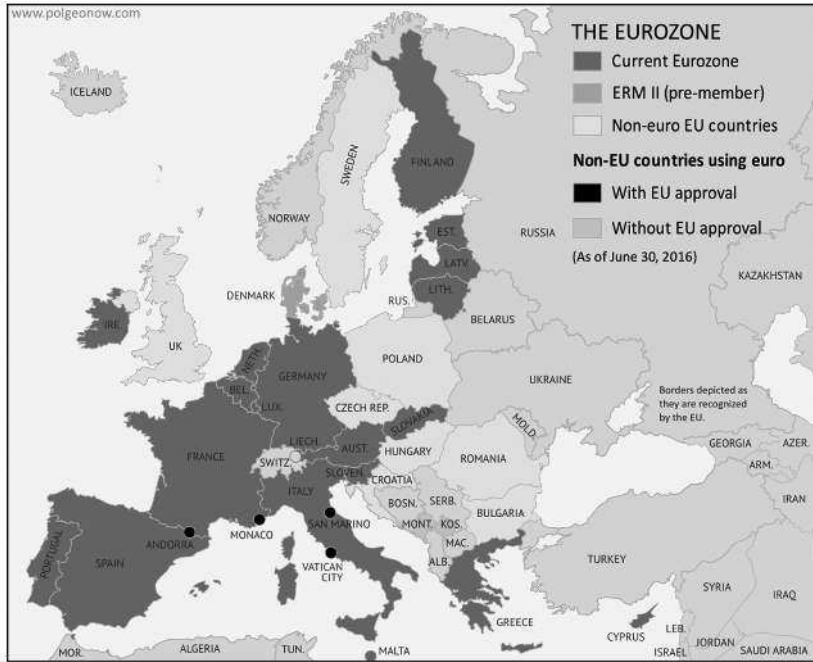 www.polgeonow.com
THE EUROZONE
Current Eurozone
ERM II (pre-member)
Non-euro EU countries
Non-EU countries using euro
With EU approval
Without EU approval
(As of June 30, 2016)
ICELAND
FINLAND
SWEDEN
NORWAY
RUSSIA
EST.
LATV.
LITH.
KAZAKHSTAN
DENMARK
RUS.
BELARUS
IRE.
UK
NETH.
POLAND
GERMANY
BEL.
UKRAINE
LUX.
CZECH REP.
Borders depicted as
they are recognized
by the EU.
SLOVAKIA
MOLD.
LIECH.
AUST.
FRANCE
SWITZ.
HUNGARY
ROMANIA
GEORGIA
AZER.
SLOVEN.
CROATIA
ITALY
ARM.
BOSN.
SERB.
IRAN
BULGARIA
SAN MARINO
MONT.
KOS.
MONACO
ANDORRA
MAC.
PORTUGAL
SPAIN
VATICAN
CITY
ALB.
TURKEY
SYRIA
IRAQ
GREECE
CYPRUS
LEB.
MOR.
ALGERIA
TUN.
MALTA
ISRAEL
JORDAN
SAUDI ARABIA